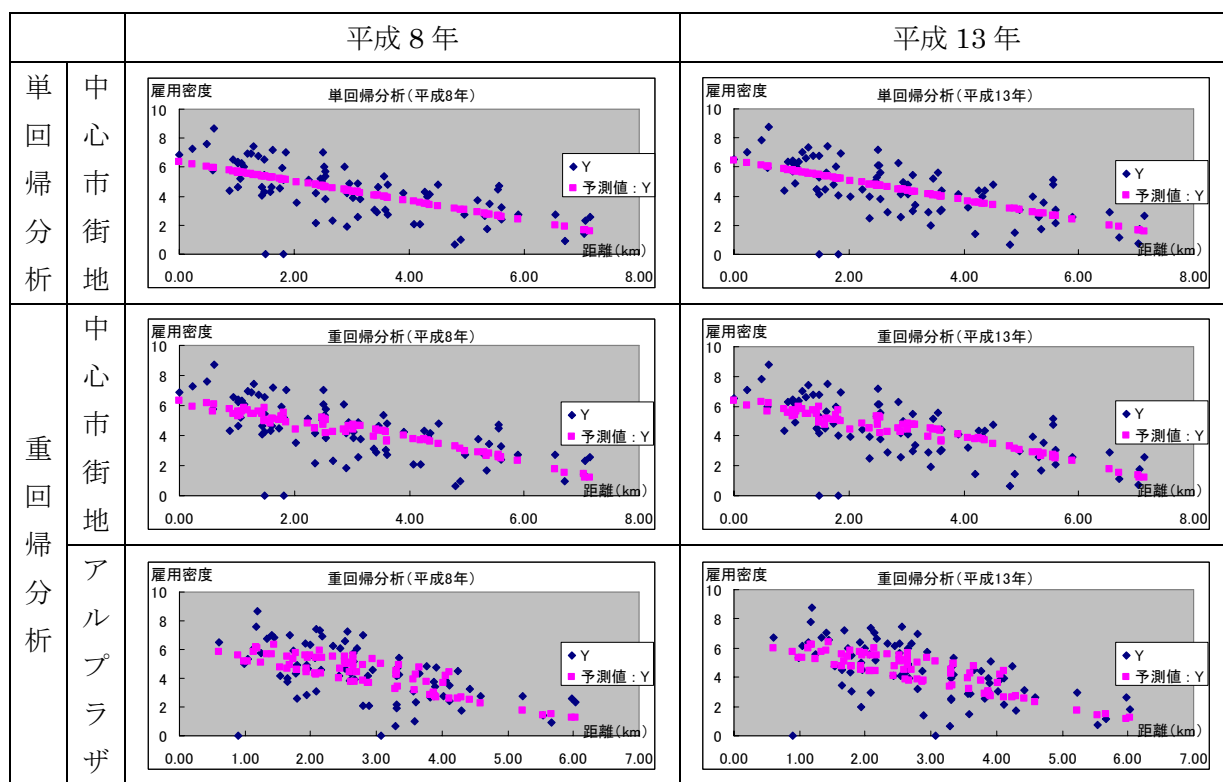 平成 8 年
平成 13 年
単回帰分析
中心市街地
雇用密度
単回帰分析(平成8年)
10
8
6
4
2
0
0.00 2.00 4.00 6.00 8.00
Y
予測値：Y
距離(km)
雇用密度
単回帰分析(平成13年)
10
8
6
4
2
0
0.00 2.00 4.00 6.00 8.00
Y
予測値：Y
距離(km)
重回帰分析
中心市街地
雇用密度
重回帰分析(平成8年)
10
8
6
4
2
0
0.00 2.00 4.00 6.00 8.00
Y
予測値：Y
距離(km)
雇用密度
重回帰分析(平成13年)
10
8
6
4
2
0
0.00 2.00 4.00 6.00 8.00
Y
予測値：Y
距離(km)
アルプラザ
雇用密度
重回帰分析(平成8年)
10
8
6
4
2
0
0.00 1.00 2.00 3.00 4.00 5.00 6.00 7.00
Y
予測値：Y
雇用密度
重回帰分析(平成13年)
10
8
6
4
2
0
0.00 1.00 2.00 3.00 4.00 5.00 6.00 7.00
Y
予測値：Y